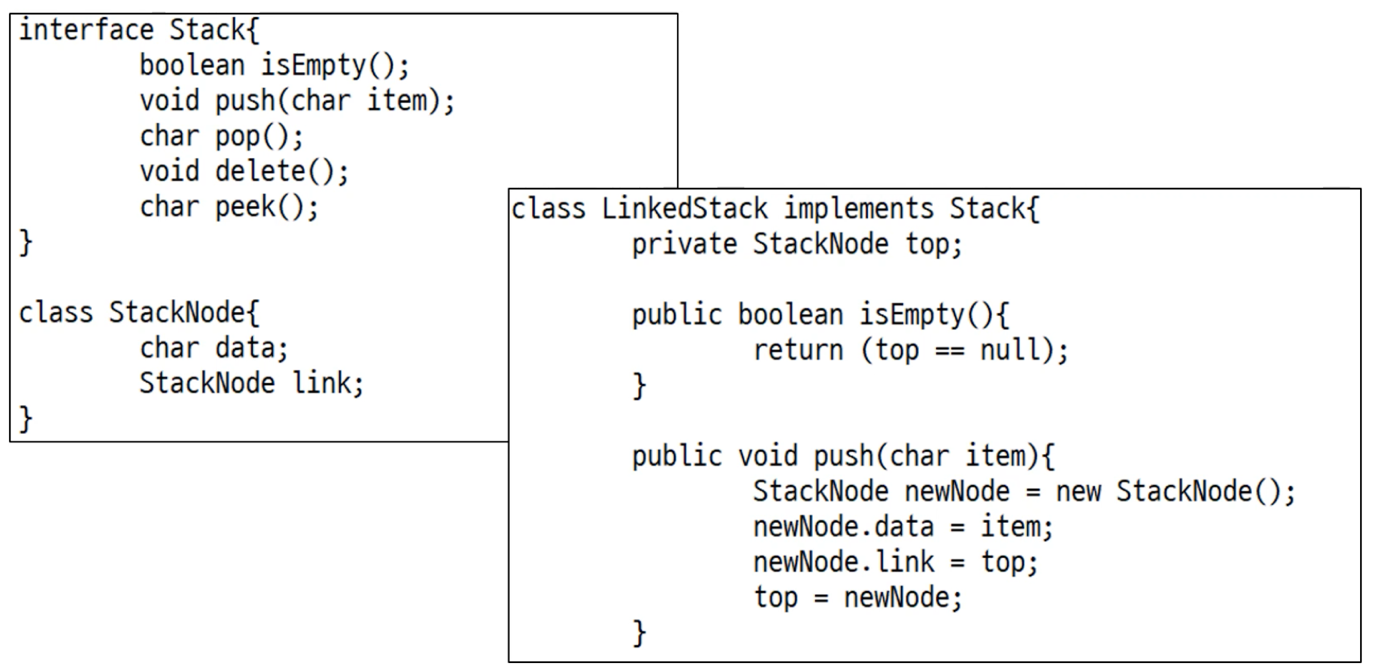 interface Stack{
boolean isEmpty();
void push(char item);
char pop();
void delete();
char peek();
}
class StackNode{
char data;
StackNode link;
}
class LinkedStack implements Stack{
private StackNode top;
public boolean isEmpty(){
return (top == null);
}
public void push(char item){
StackNode newNode = new StackNode();
newNode.data = item;
newNode.link = top;
top = newNode;
}